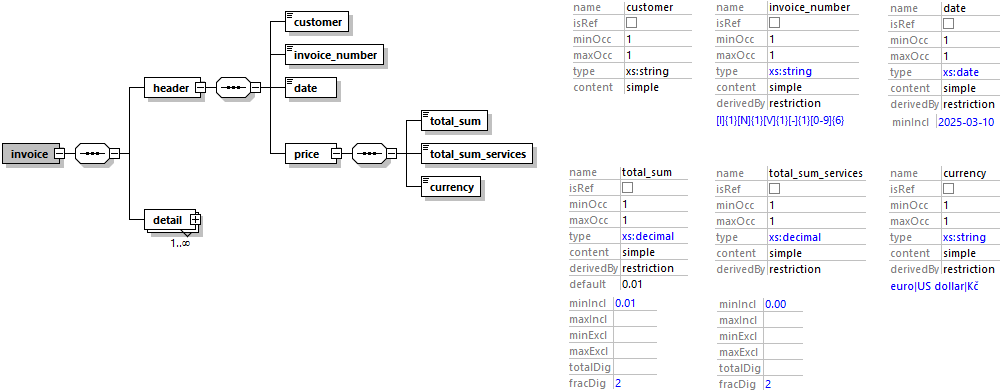 customer
invoice_number
header
date
invoice
price
total_sum
total_sum_services
currency
detail
1..∞
name customer
isRef
minOcc 1
maxOcc 1
type xs:string
content simple
name invoice_number
isRef
minOcc 1
maxOcc 1
type xs:string
content simple
derivedBy restriction
[I]{1}[N]{1}[V]{1}[-]{1}[0-9]{6}
name date
isRef
minOcc 1
maxOcc 1
type xs:date
content simple
derivedBy restriction
minIncl 2025-03-10
name total_sum
isRef
minOcc 1
maxOcc 1
type xs:decimal
content simple
derivedBy restriction
default 0.01
minIncl 0.01
maxIncl
minExcl
maxExcl
totalDig
fracDig 2
name total_sum_services
isRef
minOcc 1
maxOcc 1
type xs:decimal
content simple
derivedBy restriction
minIncl 0.00
maxIncl
minExcl
maxExcl
totalDig
fracDig 2
name currency
isRef
minOcc 1
maxOcc 1
type xs:string
content simple
derivedBy restriction
euro|US dollar|Kč